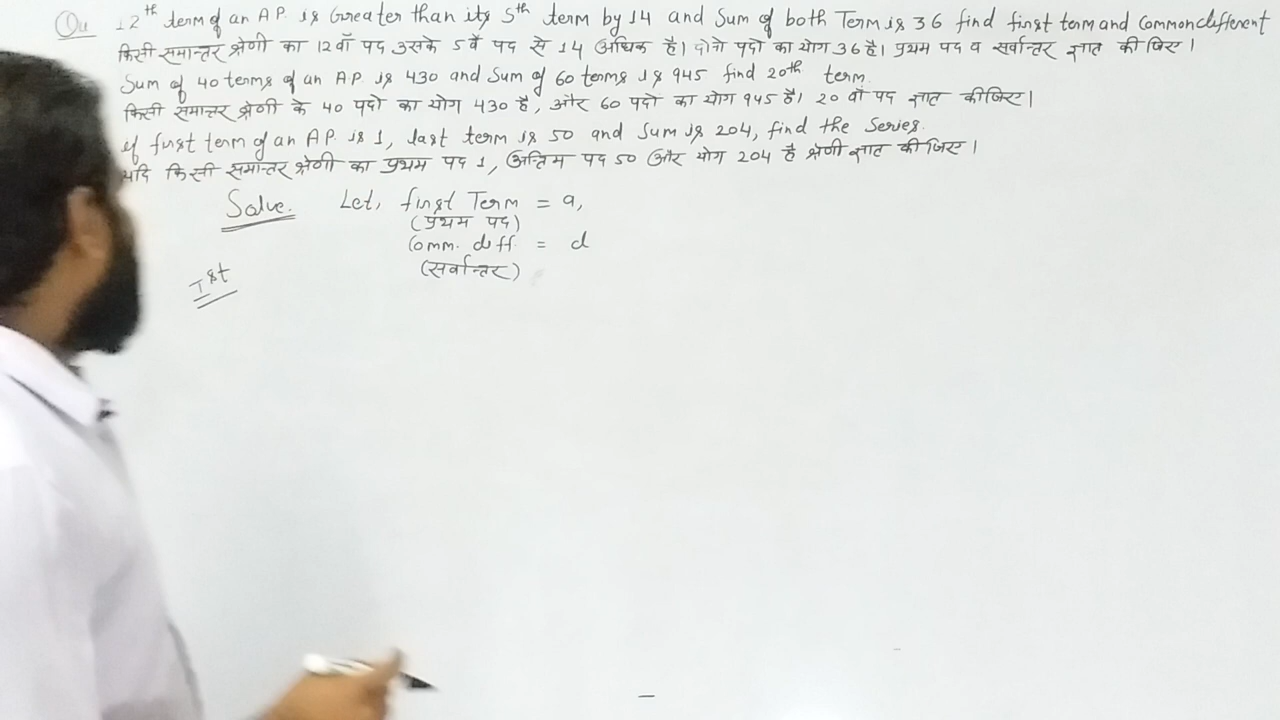 Qu 12th term of an A.P. is Greater than its 5th term by 14 and Sum of both Term is 36 find first term and Common different
किसी समान्तर श्रेणी का 12 वाँ पद उसके 5 वें पद से 14 अधिक है। दोनो पदो का योग 36 है। प्रथम पद व सर्वान्तर ज्ञात कीजिए।
Sum of 40 terms of an A.P. is 430 and Sum of 60 terms is 945 find 20th term.
किसी समान्तर श्रेणी के 40 पदो का योग 430 है, और 60 पदो का योग 945 है। 20 वाँ पद ज्ञात कीजिए।
if first term of an A.P. is 1, last term is 50 and Sum is 204, find the Series.
यदि किसी समान्तर श्रेणी का प्रथम पद 1, अन्तिम पद 50 और योग 204 है श्रेणी ज्ञात कीजिए।
Solve. Let, first Term = a,
(प्रथम पद)
Comm. diff. = d
(सर्वान्तर)
Ist